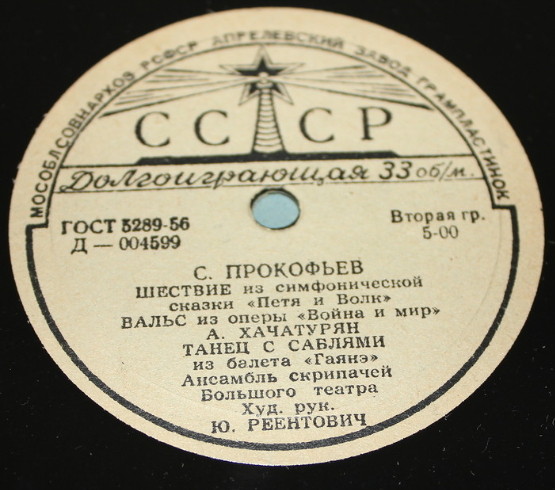 МОСОБЛСОВНАРХОЗ РСФСР АПРЕЛЕВСКИЙ ЗАВОД ГРАМПЛАСТИНОК
СССР
Долгоиграющая 33 об/м.
ГОСТ 5289-56
Д — 004599
Вторая гр.
5-00
С. ПРОКОФЬЕВ
ШЕСТВИЕ из симфонической
сказки «Петя и Волк»
ВАЛЬС из оперы «Война и мир»
А. ХАЧАТУРЯН
ТАНЕЦ С САБЛЯМИ
из балета «Гаянэ»
Ансамбль скрипачей
Большого театра
Худ. рук.
Ю. РЕЕНТОВИЧ